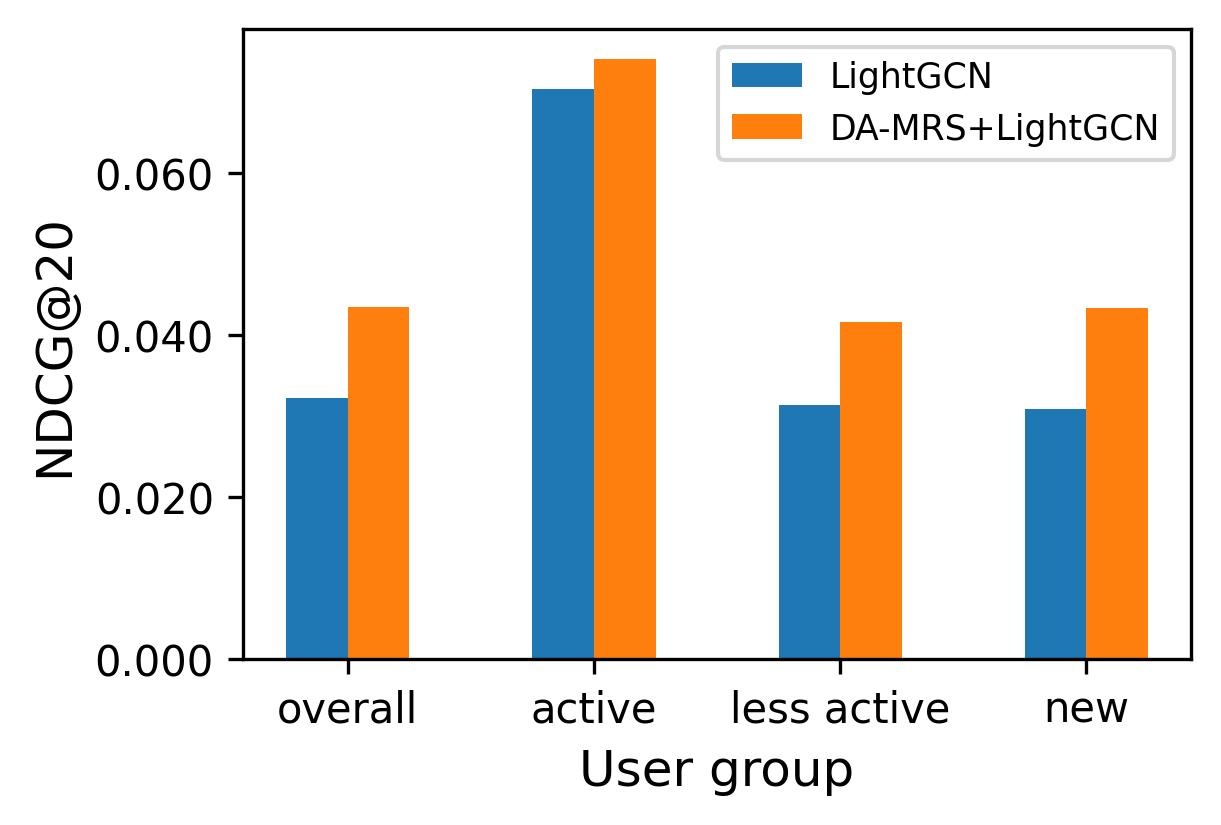 LightGCN
DA-MRS+LightGCN
NDCG@20
0.060
0.040
0.020
0.000
overall active less active new
User group